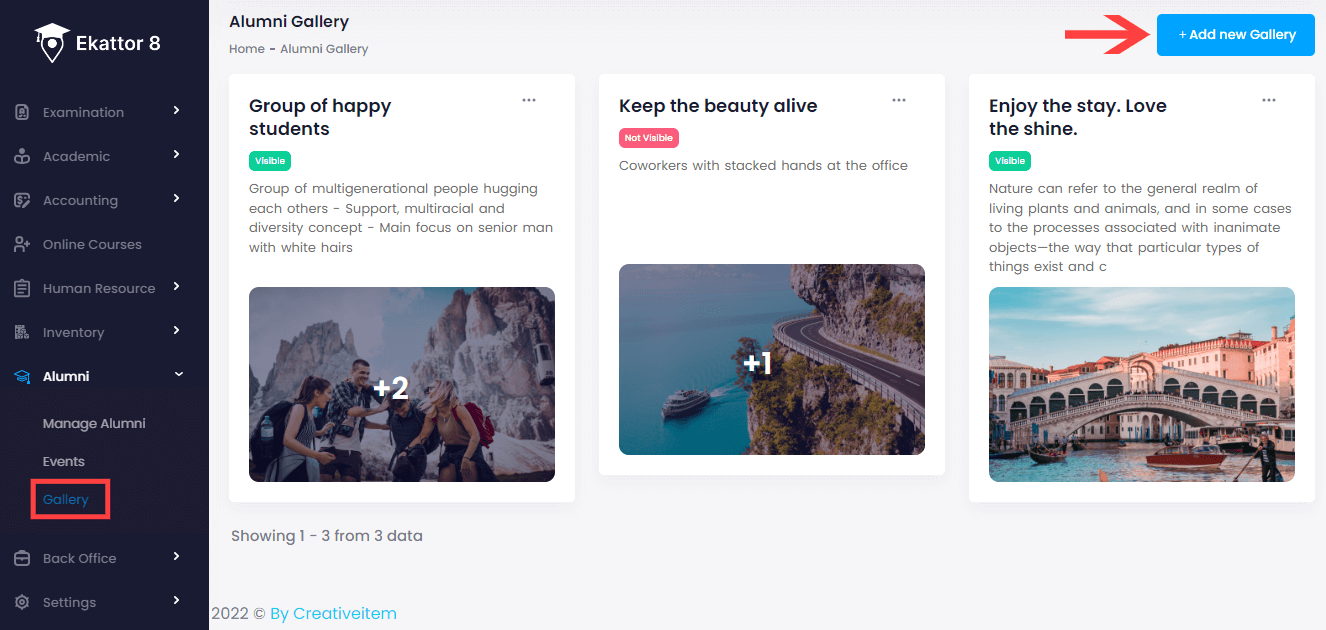 Ekattor 8
Examination
Academic
Accounting
Online Courses
Human Resource
Inventory
Alumni
Manage Alumni
Events
Gallery
Back Office
Settings
Alumni Gallery
Home - Alumni Gallery
+ Add new Gallery
Group of happy
students
Visible
Group of multigenerational people hugging
each others - Support, multiracial and
diversity concept - Main focus on senior man
with white hairs
+2
Keep the beauty alive
Not Visible
Coworkers with stacked hands at the office
+1
Enjoy the stay. Love
the shine.
Visible
Nature can refer to the general realm of
living plants and animals, and in some cases
to the processes associated with inanimate
objects—the way that particular types of
things exist and c
Showing 1 - 3 from 3 data
2022 © By Creativeitem